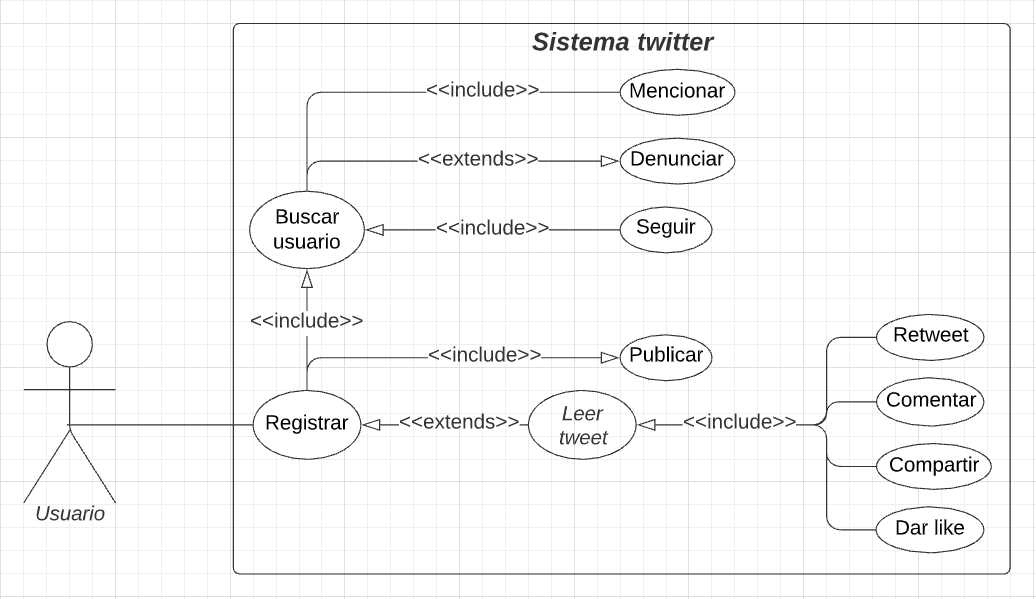 Sistema twitter
<<include>>
Mencionar
<<extends>>
Denunciar
Buscar
usuario
<<include>>
Seguir
<<include>>
<<include>>
Publicar
Retweet
Comentar
Registrar
<<extends>>
Leer
tweet
<<include>>
Compartir
Dar like
Usuario